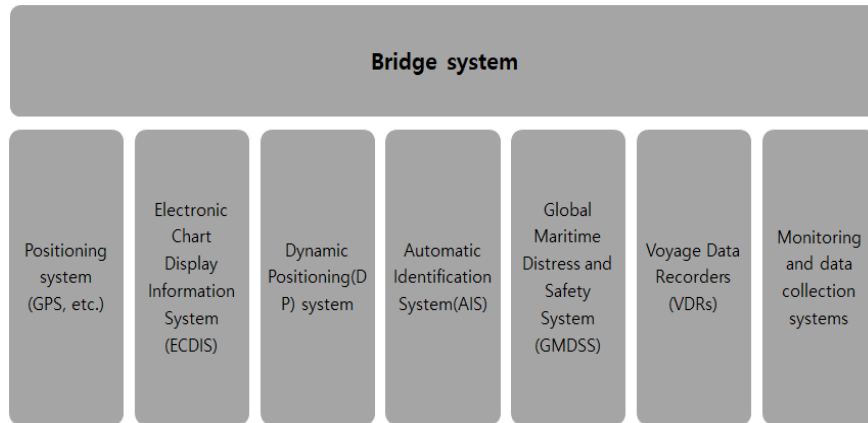 Bridge system
Positioning
system
(GPS, etc.)
Electronic
Chart
Display
Information
System
(ECDIS)
Dynamic
Positioning(D
P) system
Automatic
Identification
System(AIS)
Global
Maritime
Distress and
Safety
System
(GMDSS)
Voyage Data
Recorders
(VDRs)
Monitoring
and data
collection
systems